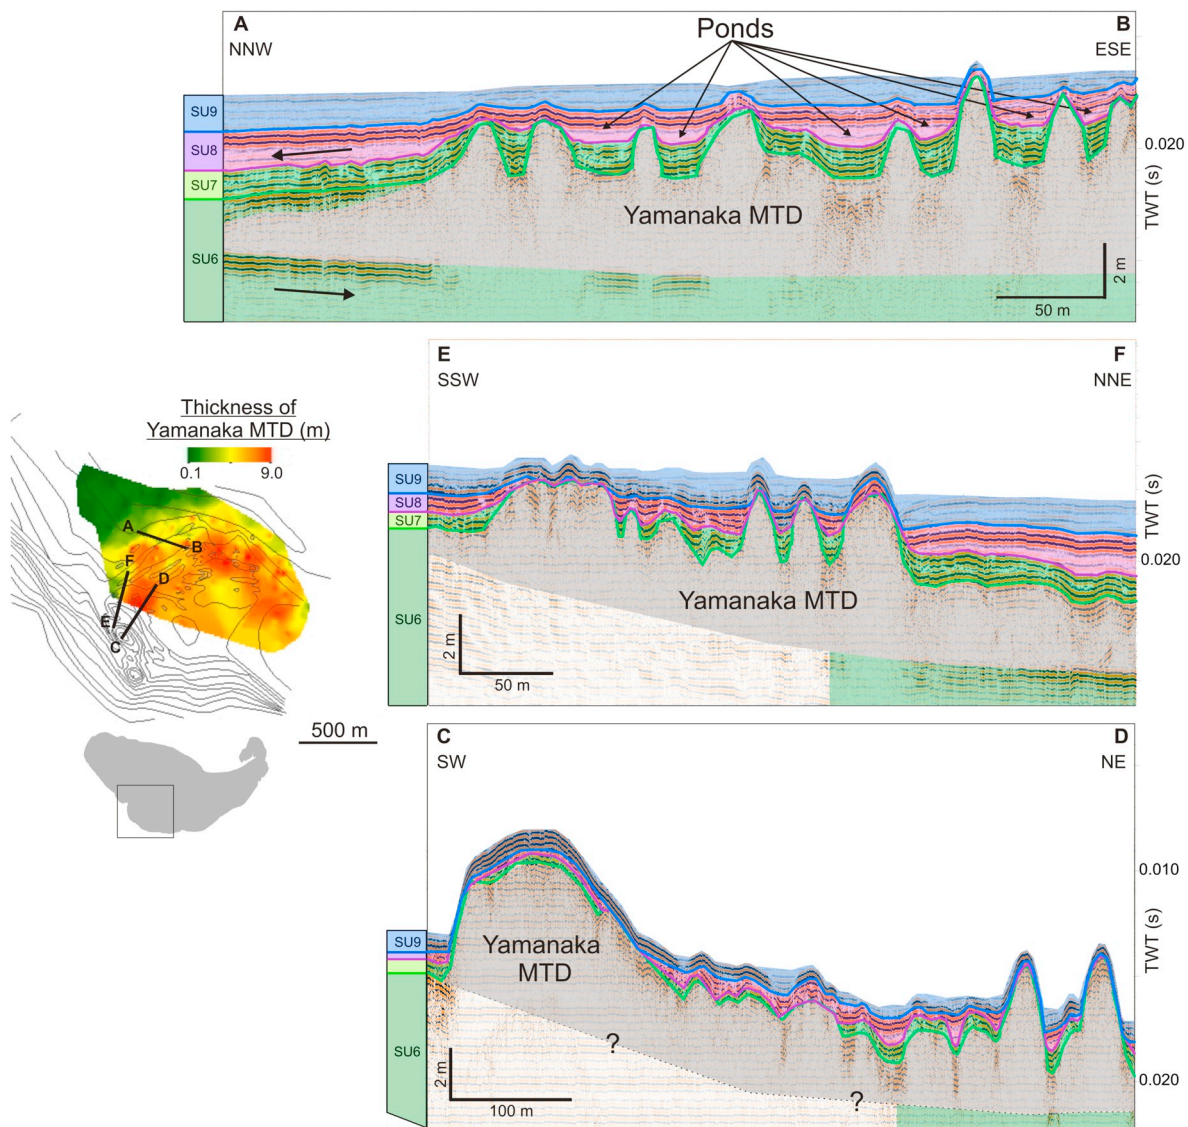 A
B
NNW
Ponds
ESE
SU9
SU8
SU7
SU6
0.020
TWT (s)
Yamanaka MTD
2 m
50 m
E
F
SSW
NNE
Thickness of
Yamanaka MTD (m)
0.1
9.0
A
B
F
D
E
C
500 m
SU9
SU8
SU7
SU6
TWT (s)
0.020
Yamanaka MTD
2 m
50 m
C
D
SW
NE
0.010
SU9
Yamanaka
MTD
TWT (s)
SU6
?
?
2 m
100 m
0.020